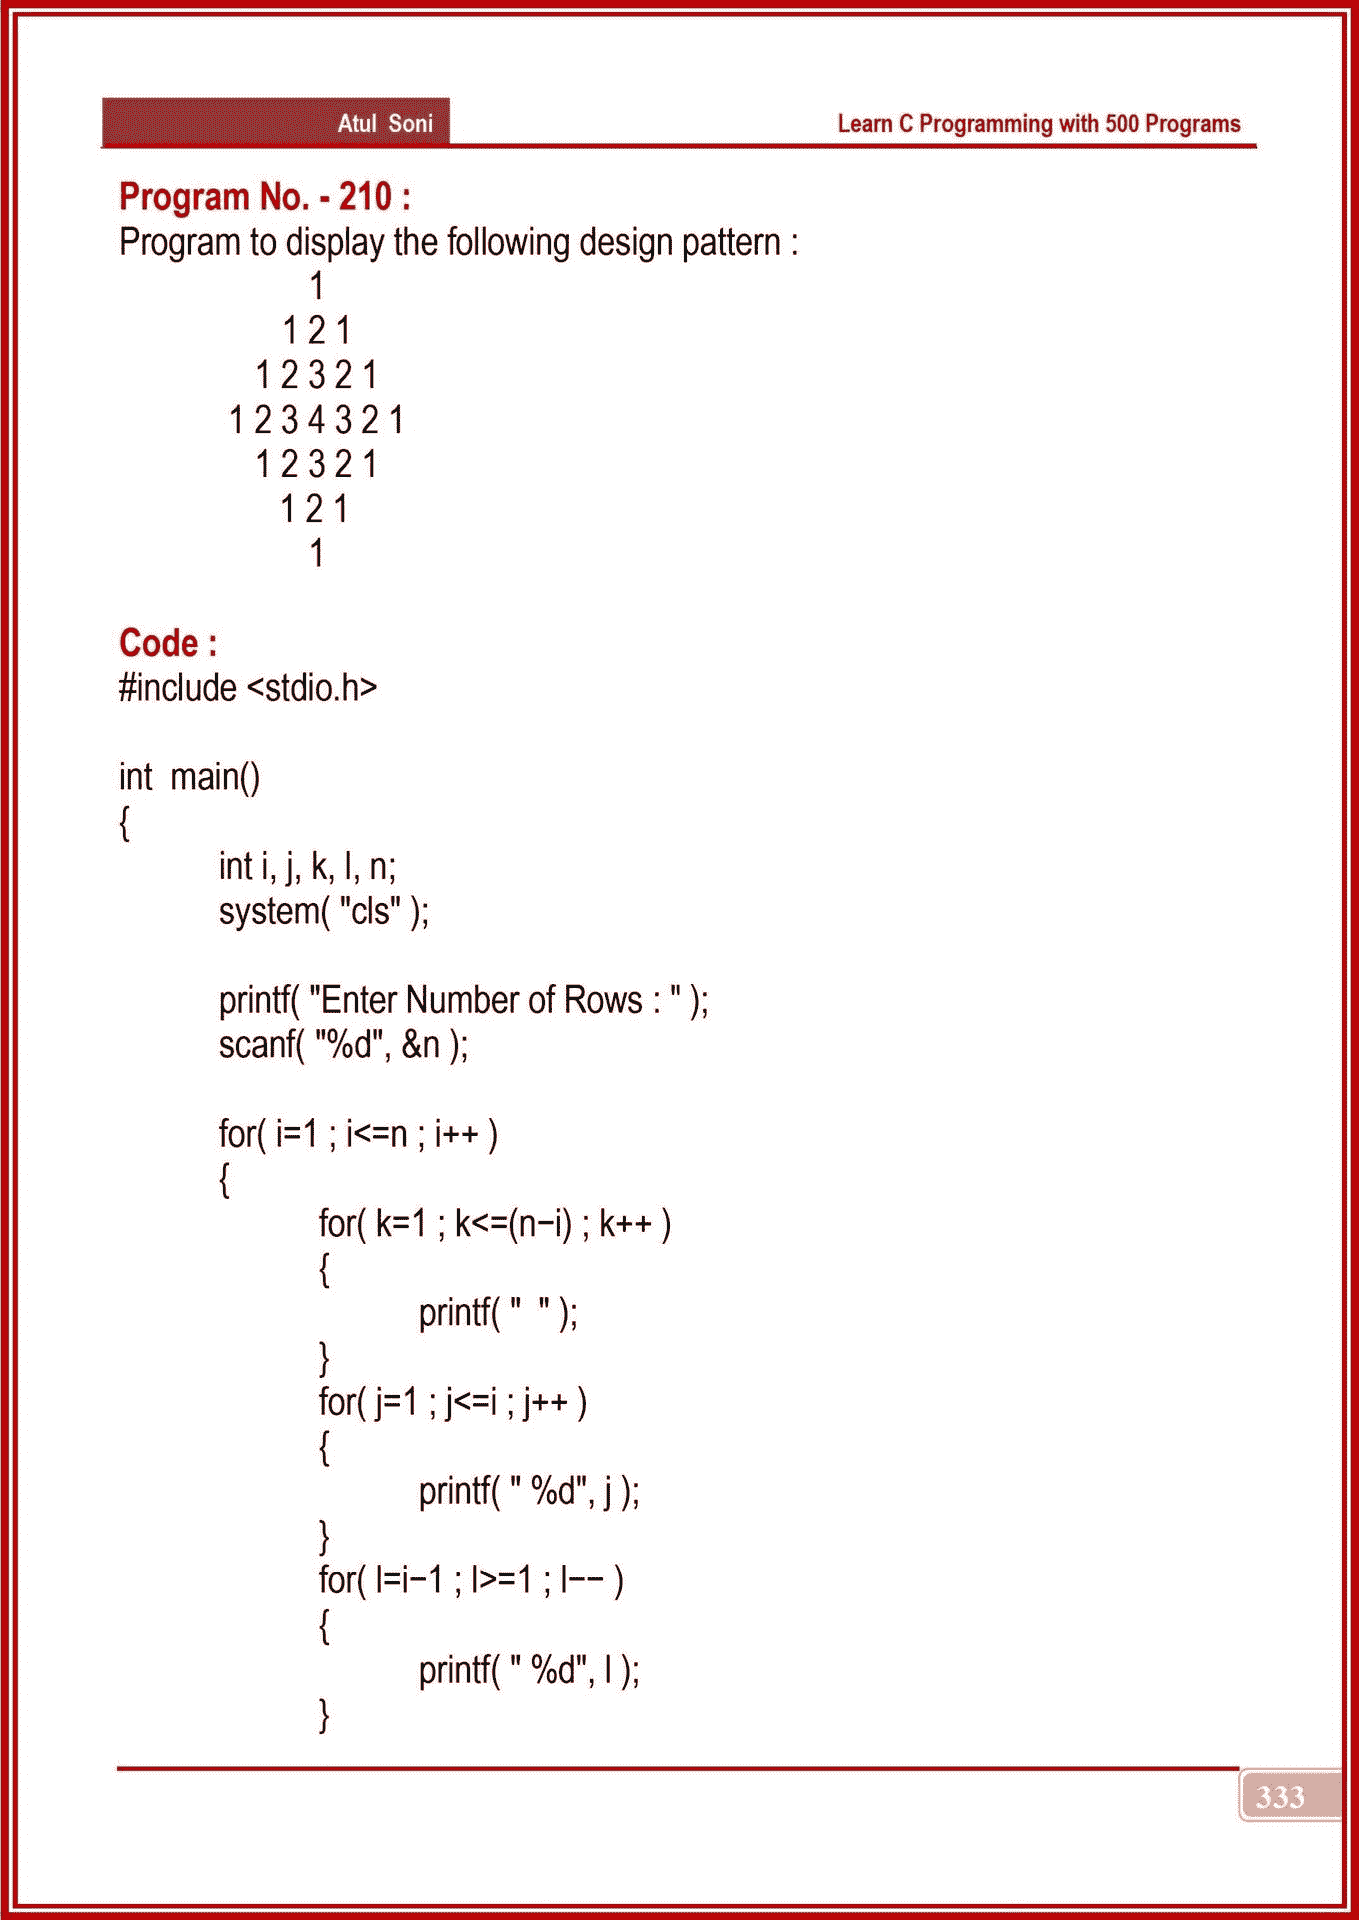 Atul Soni
Learn C Programming with 500 Programs
Program No. - 210 :
Program to display the following design pattern :
1
1 2 1
1 2 3 2 1
1 2 3 4 3 2 1
1 2 3 2 1
1 2 1
1
Code :
#include <stdio.h>
int main()
{
int i, j, k, l, n;
system( "cls" );
printf( "Enter Number of Rows : " );
scanf( "%d", &n );
for( i=1 ; i<=n ; i++ )
{
for( k=1 ; k<=(n−i) ; k++ )
{
printf( "  " );
}
for( j=1 ; j<=i ; j++ )
{
printf( " %d", j );
}
for( l=i−1 ; l>=1 ; l−− )
{
printf( " %d", l );
}
333